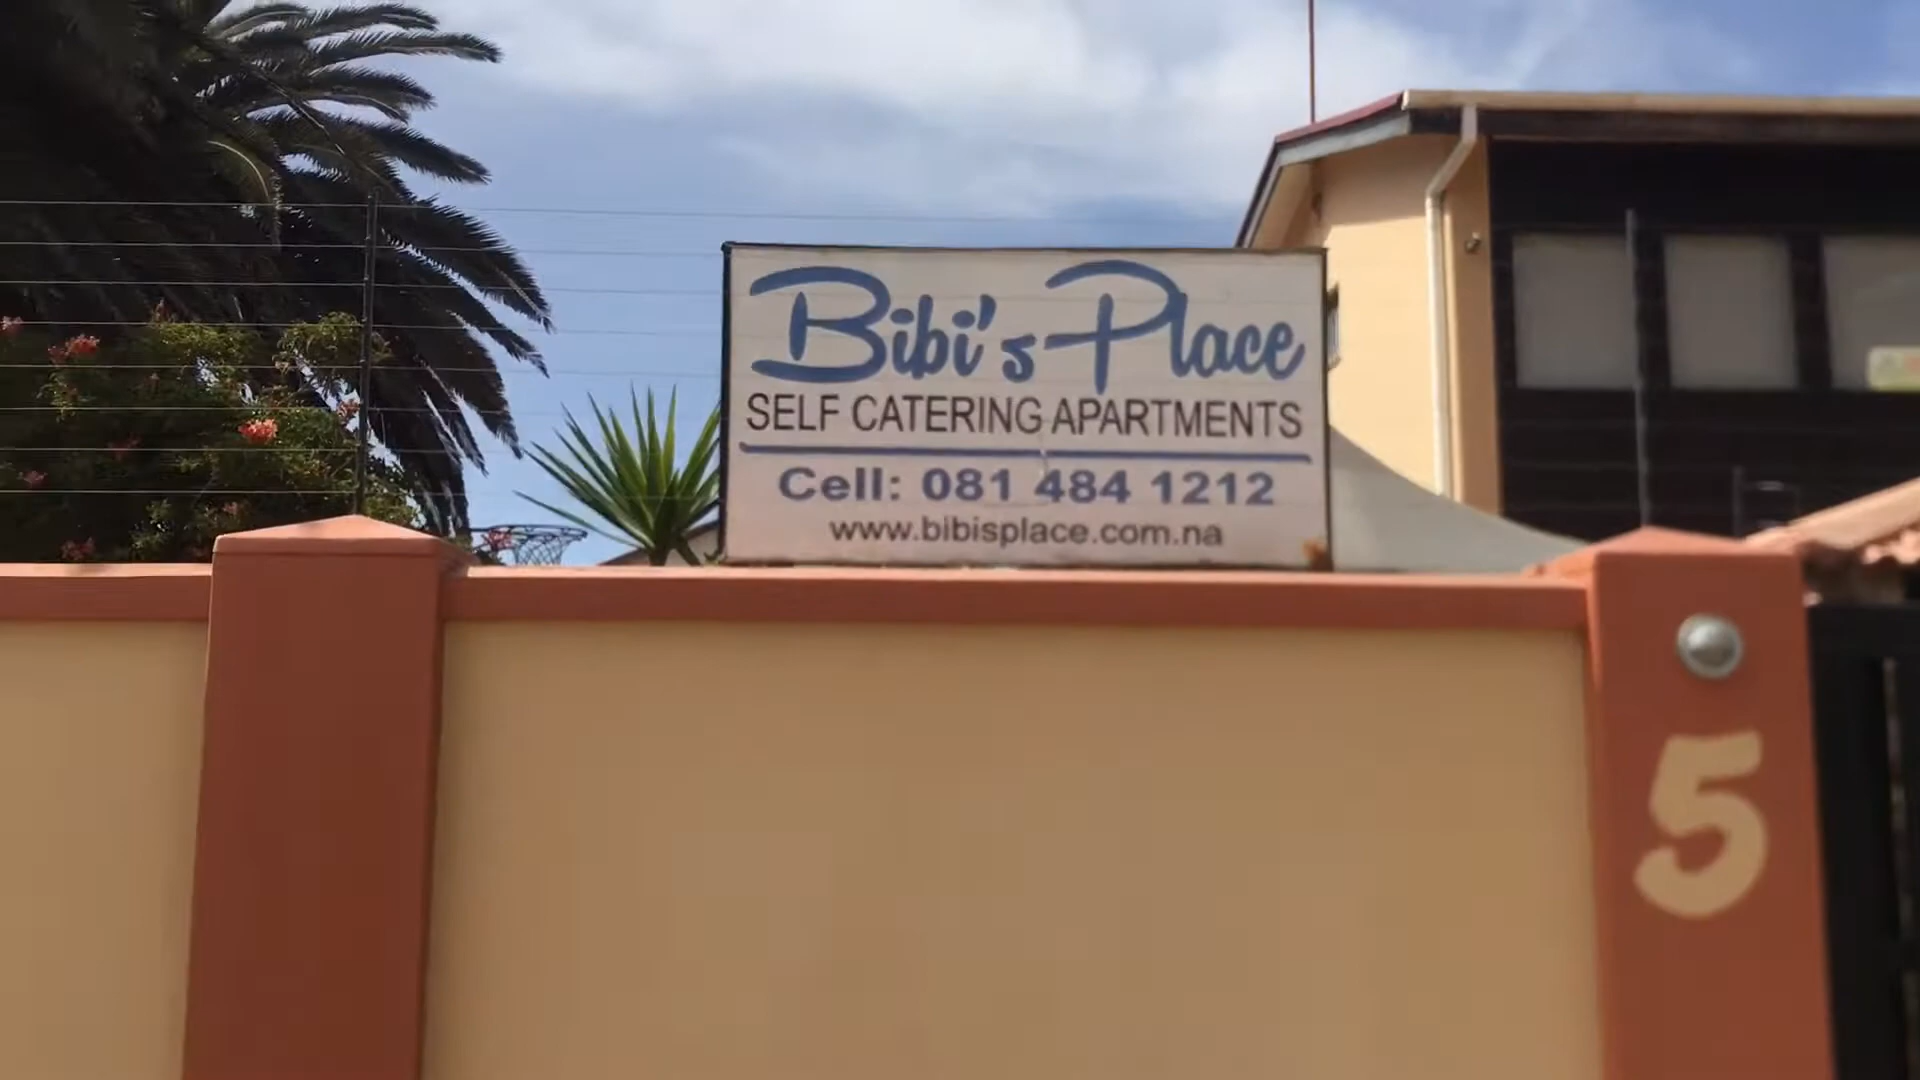 Bibi's Place
SELF CATERING APARTMENTS
Cell: 081 484 1212
www.bibisplace.com.na
5